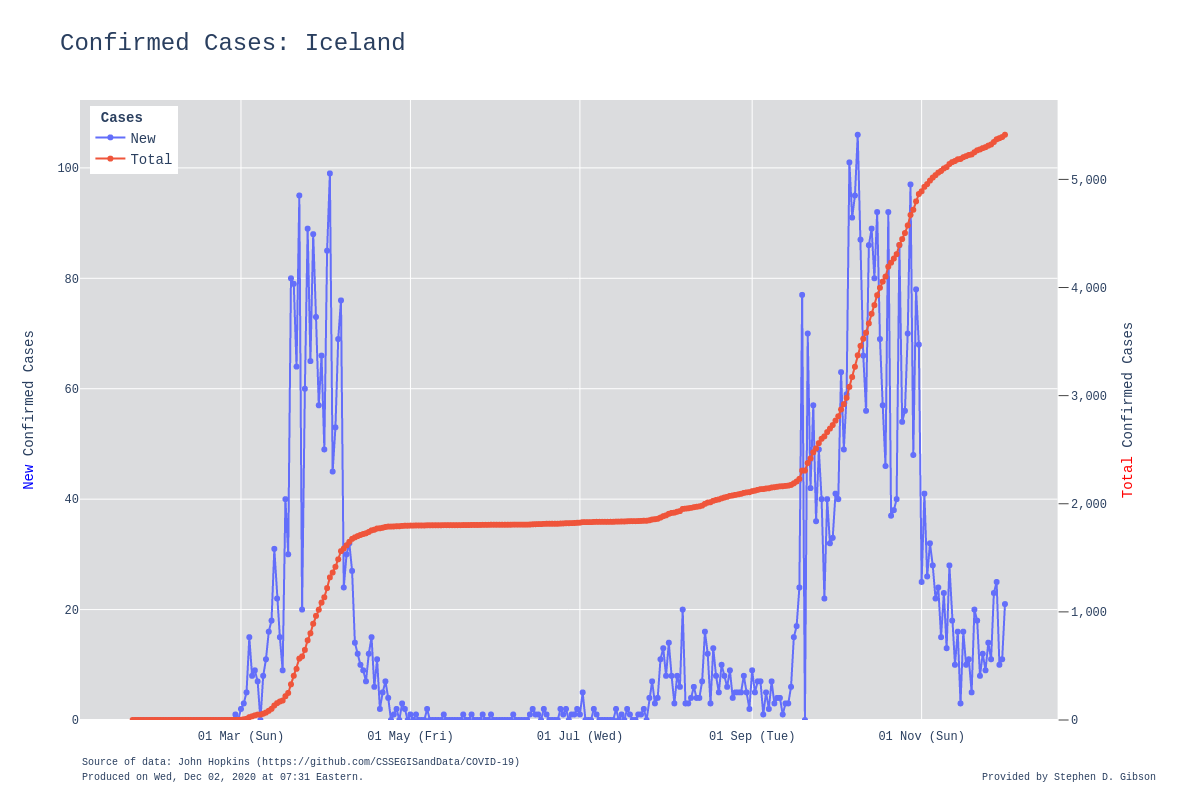 Confirmed Cases: Iceland
Cases
New
Total
100
80
60
40
20
0
5,000
4,000
3,000
2,000
1,000
0
New Confirmed Cases
Total Confirmed Cases
01 Mar (Sun)
01 May (Fri)
01 Jul (Wed)
01 Sep (Tue)
01 Nov (Sun)
Source of data: John Hopkins (https://github.com/CSSEGISandData/COVID-19)
Produced on Wed, Dec 02, 2020 at 07:31 Eastern.
Provided by Stephen D. Gibson